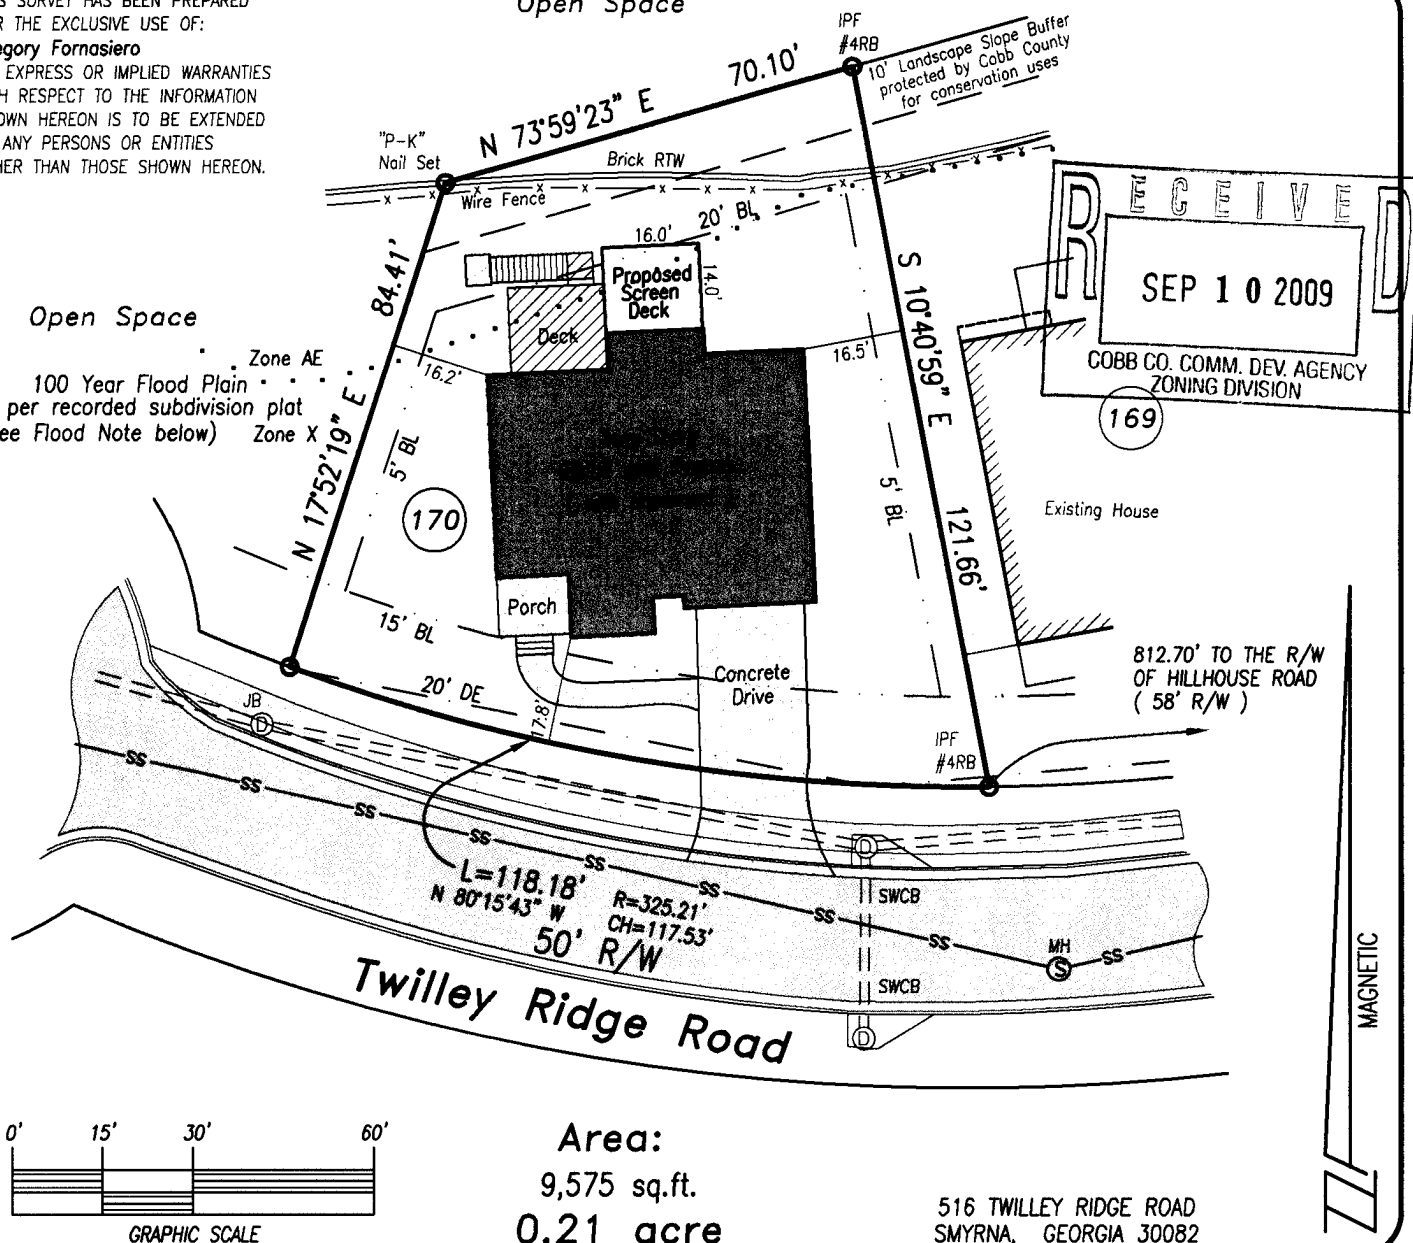 S SURVEY HAS BEEN PREPARED
R THE EXCLUSIVE USE OF:
egory Fornasiero
EXPRESS OR IMPLIED WARRANTIES
H RESPECT TO THE INFORMATION
OWN HEREON IS TO BE EXTENDED
ANY PERSONS OR ENTITIES
HER THAN THOSE SHOWN HEREON.
Open Space
IPF
#4RB
10' Landscape Slope Buffer
protected by Cobb County
for conservation uses
N 73°59'23" E 70.10'
"P-K"
Nail Set
Brick RTW
Wire Fence
20' BL
RECEIVED
SEP 10 2009
COBB CO. COMM. DEV. AGENCY
ZONING DIVISION
16.0'
14.0'
Proposed
Screen
Deck
Deck
84.41'
N 17°52'19" E
S 10°40'59" E
121.66'
Open Space
Zone AE
100 Year Flood Plain
per recorded subdivision plat
ee Flood Note below) Zone X
16.2'
16.5'
5' BL
5' BL
170
169
Existing House
Porch
15' BL
20' DE
17.8'
Concrete
Drive
812.70' TO THE R/W
OF HILLHOUSE ROAD
( 58' R/W )
IPF
#4RB
JB
D
SS SS SS SS SS SS SS SS SS
D
SWCB
SWCB
D
MH
S
L=118.18'
N 80°15'43" W
R=325.21'
CH=117.53'
50' R/W
Twilley Ridge Road
MAGNETIC
0' 15' 30' 60'
GRAPHIC SCALE
Area:
9,575 sq.ft.
0.21 acre
516 TWILLEY RIDGE ROAD
SMYRNA, GEORGIA 30082